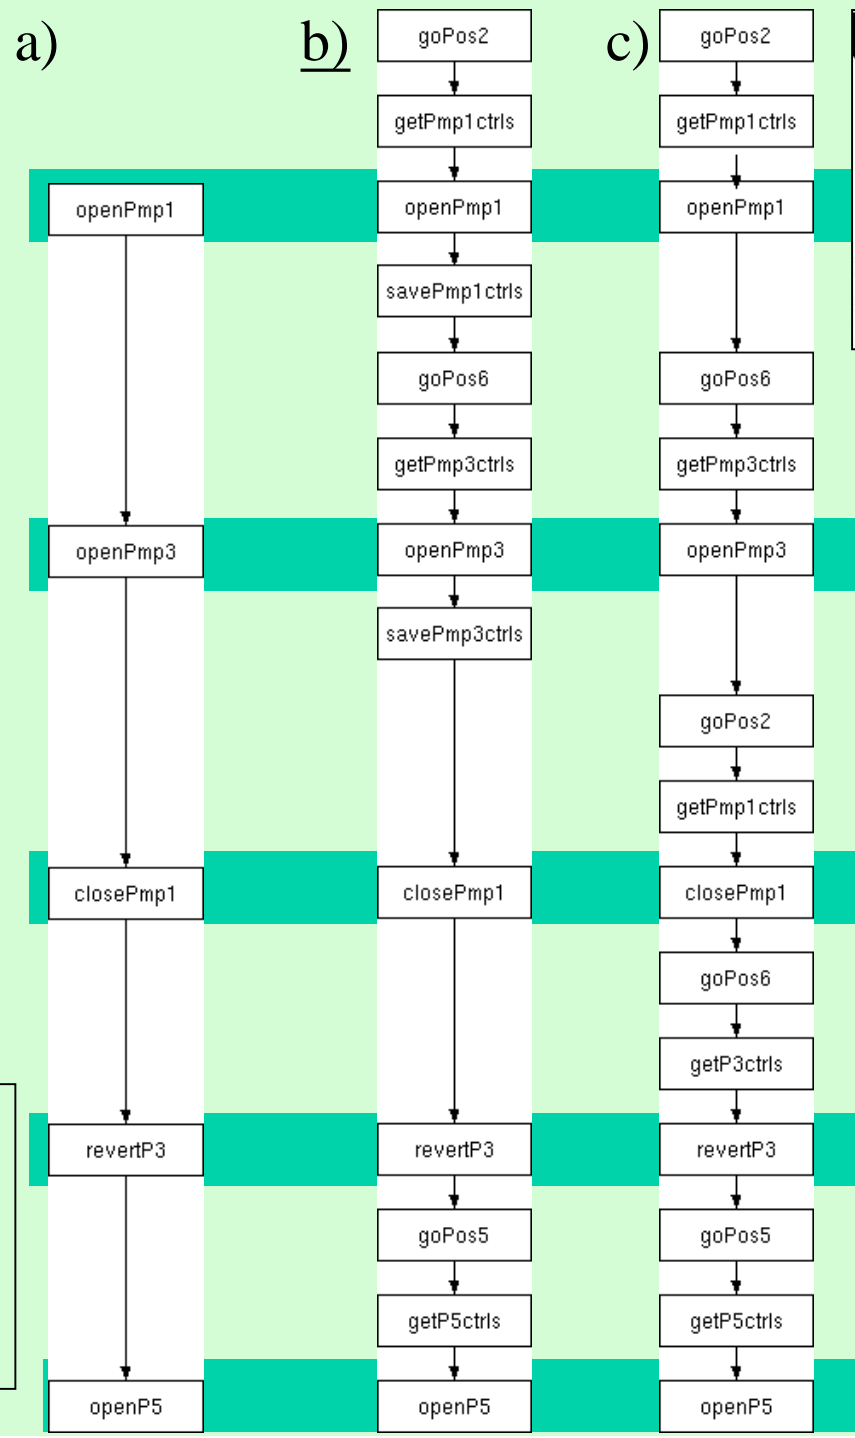 a)
openPmp1
openPmp3
closePmp1
revertP3
openP5
b)
goPos2
getPmp1ctrls
openPmp1
savePmp1ctrls
goPos6
getPmp3ctrls
openPmp3
savePmp3ctrls
closePmp1
revertP3
goPos5
getP5ctrls
openP5
c)
goPos2
getPmp1ctrls
openPmp1
goPos6
getPmp3ctrls
openPmp3
goPos2
getPmp1ctrls
closePmp1
goPos6
getP3ctrls
revertP3
goPos5
getP5ctrls
openP5